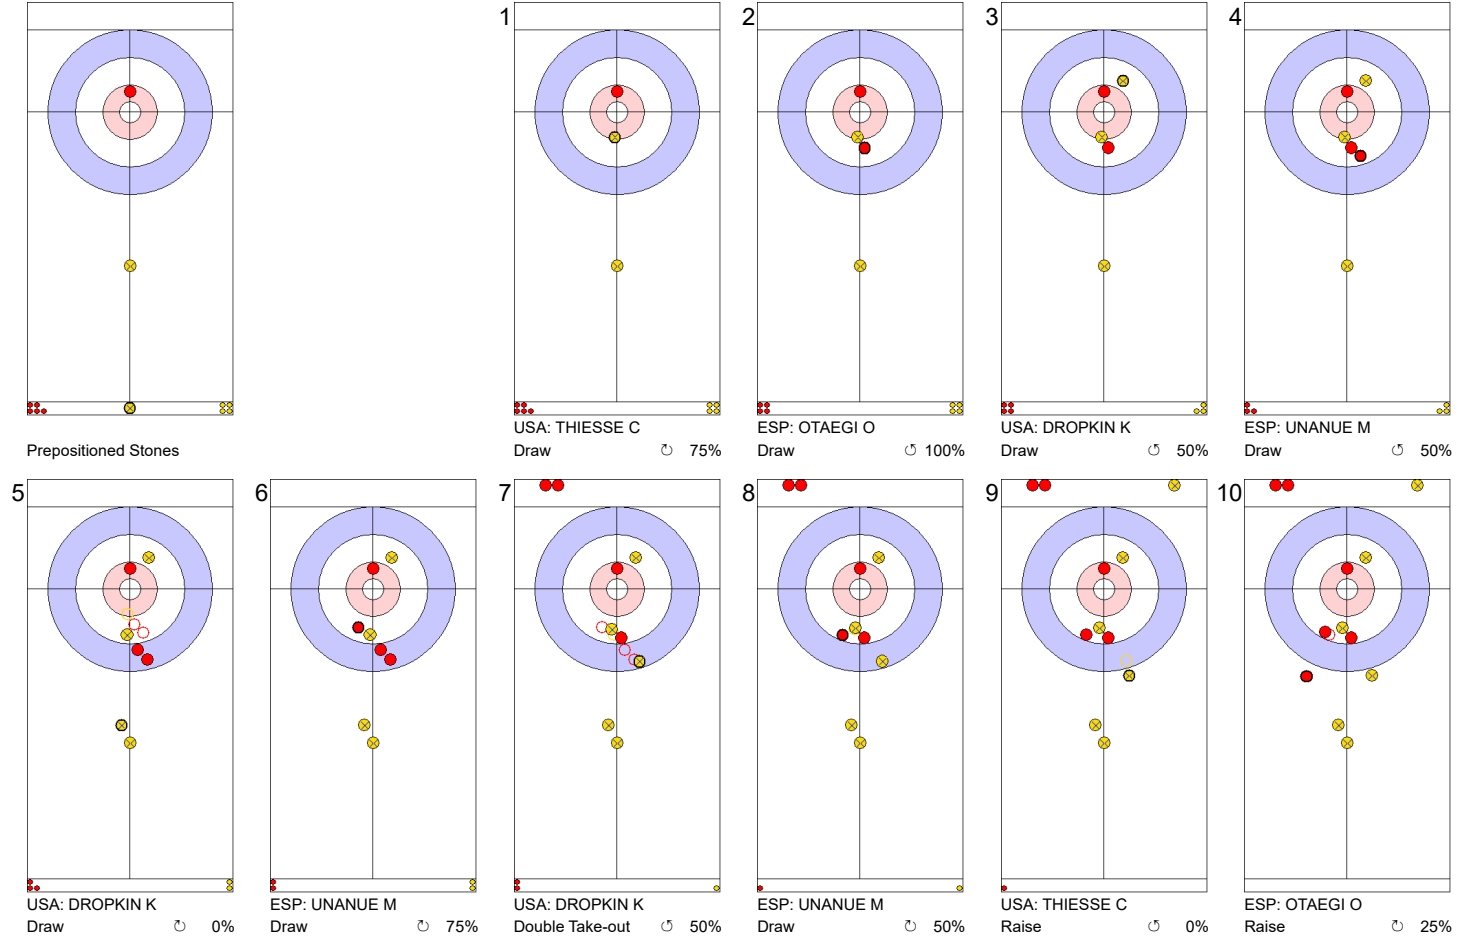 1
2
3
4
Prepositioned Stones
USA: THIESSE C
Draw ↻ 75%
ESP: OTAEGI O
Draw ↺ 100%
USA: DROPKIN K
Draw ↺ 50%
ESP: UNANUE M
Draw ↺ 50%
5
6
7
8
9
10
USA: DROPKIN K
Draw ↻ 0%
ESP: UNANUE M
Draw ↻ 75%
USA: DROPKIN K
Double Take-out ↺ 50%
ESP: UNANUE M
Draw ↻ 50%
USA: THIESSE C
Raise ↺ 0%
ESP: OTAEGI O
Raise ↻ 25%